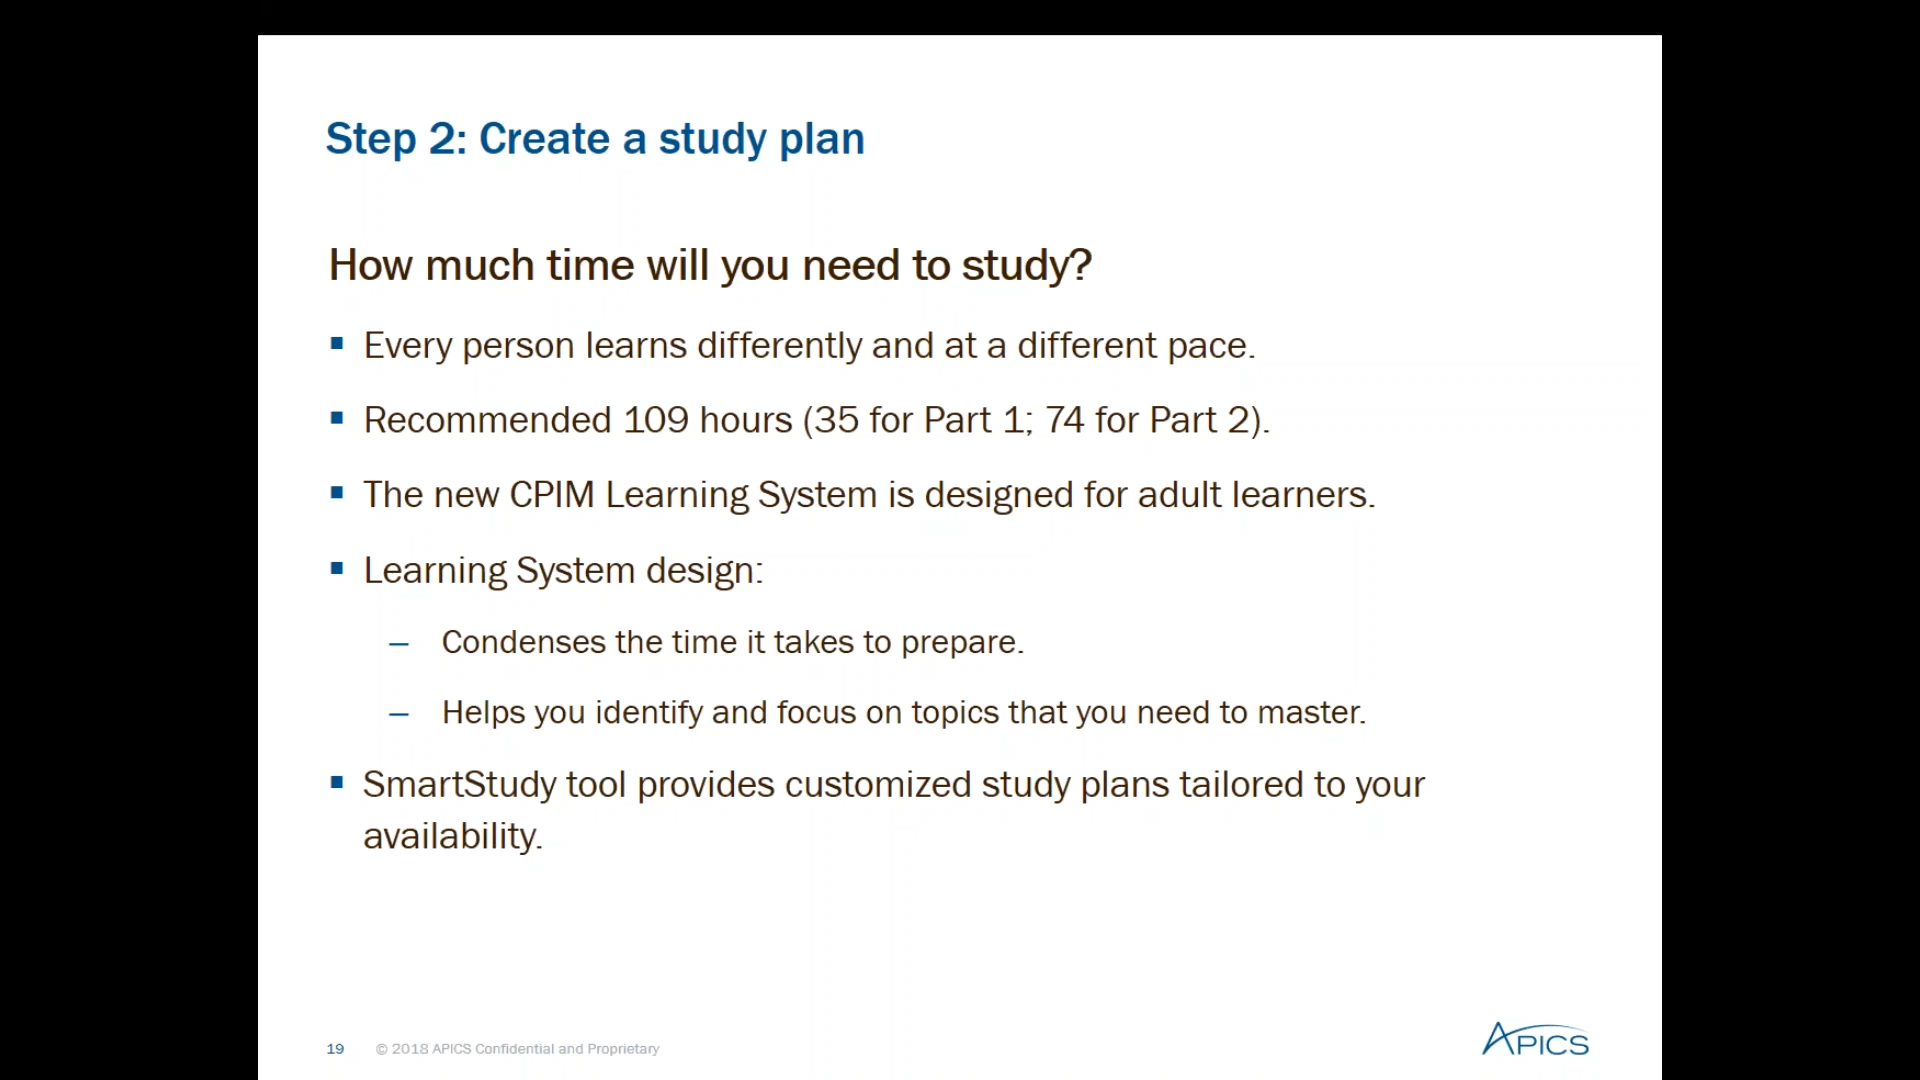 Step 2: Create a study plan
How much time will you need to study?
▪ Every person learns differently and at a different pace.
▪ Recommended 109 hours (35 for Part 1; 74 for Part 2).
▪ The new CPIM Learning System is designed for adult learners.
▪ Learning System design:
– Condenses the time it takes to prepare.
– Helps you identify and focus on topics that you need to master.
▪ SmartStudy tool provides customized study plans tailored to your
availability.
19 © 2018 APICS Confidential and Proprietary
APICS